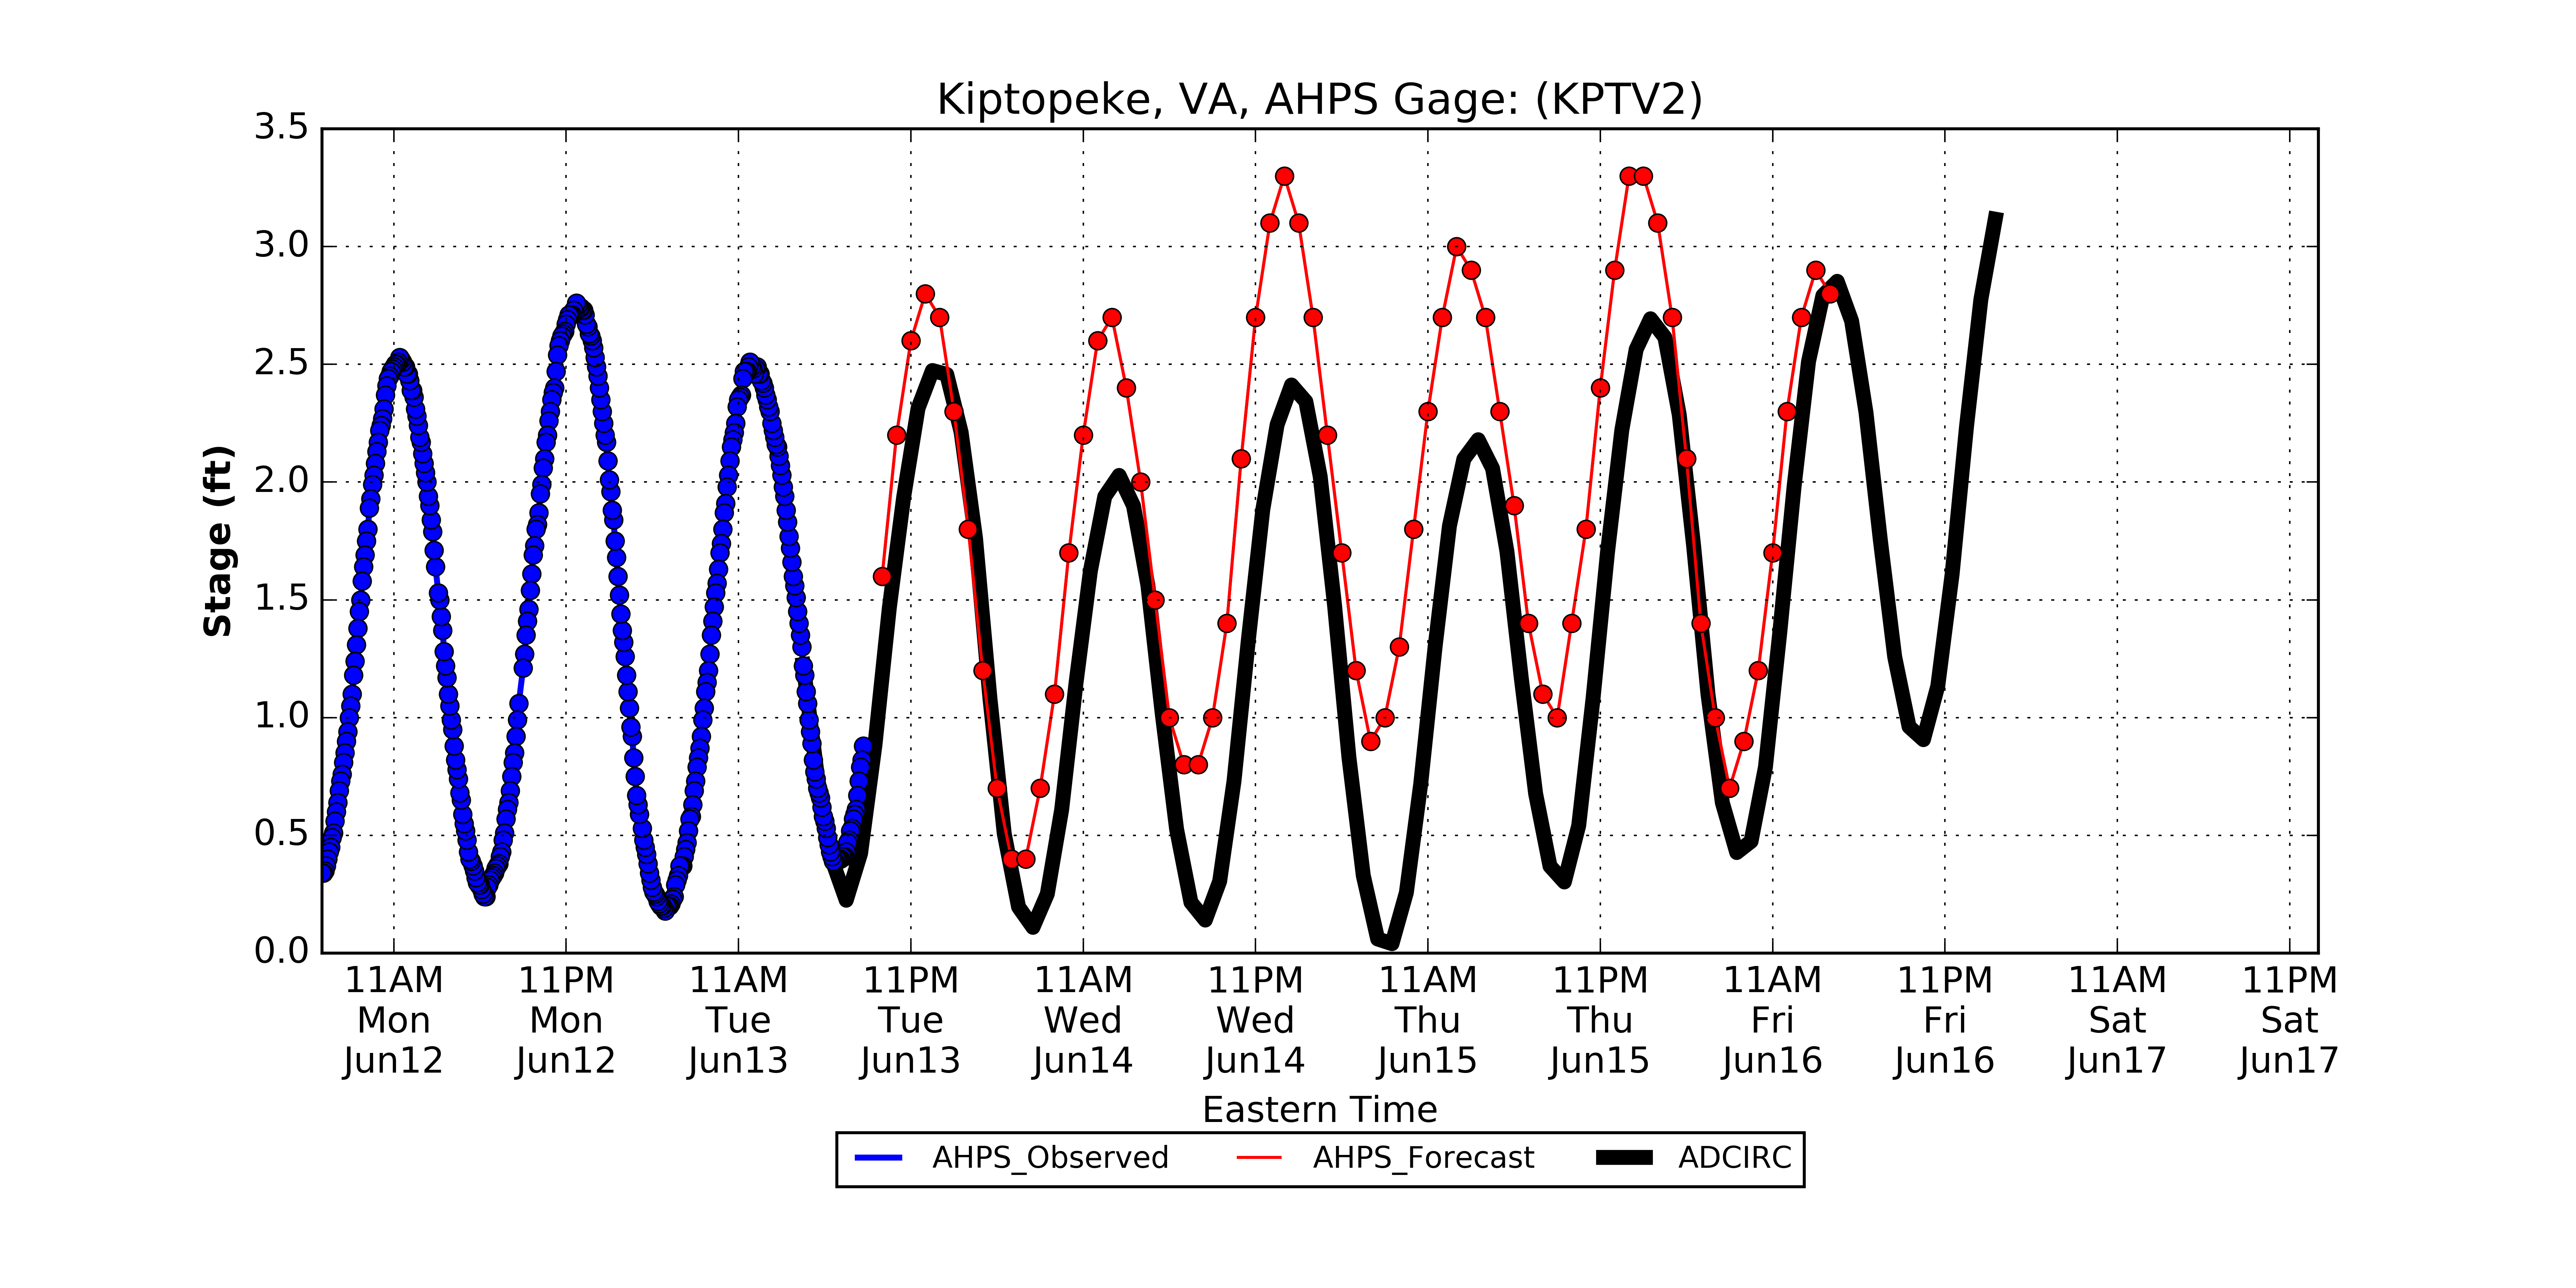 Kiptopeke, VA, AHPS Gage: (KPTV2)
3.5
3.0
2.5
2.0
1.5
1.0
0.5
0.0
Stage (ft)
11AM 11PM 11AM 11PM 11AM 11PM 11AM 11PM 11AM 11PM 11AM 11PM
Mon Mon Tue Tue Wed Wed Thu Thu Fri Fri Sat Sat
Jun12 Jun12 Jun13 Jun13 Jun14 Jun14 Jun15 Jun15 Jun16 Jun16 Jun17 Jun17
Eastern Time
AHPS_Observed AHPS_Forecast ADCIRC